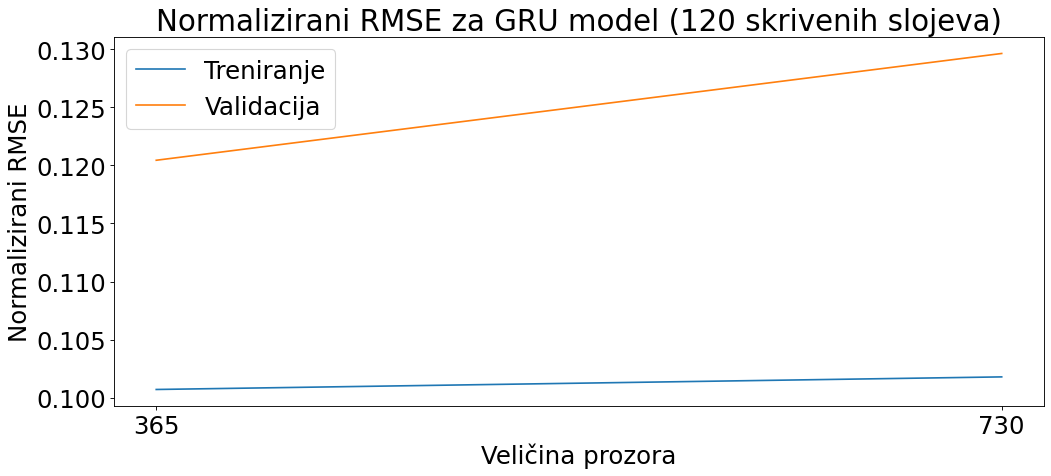 Normalizirani RMSE za GRU model (120 skrivenih slojeva)
Treniranje
Validacija
Normalizirani RMSE
0.130
0.125
0.120
0.115
0.110
0.105
0.100
365
730
Veličina prozora